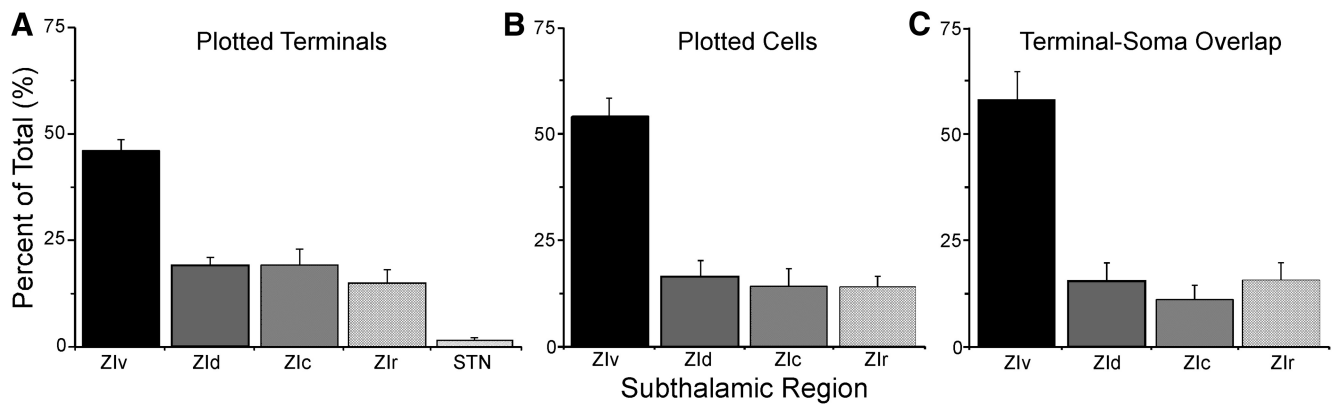 A
Plotted Terminals
Percent of Total (%)
75
50
25
0
ZIv ZId ZIc ZIr STN
B
Plotted Cells
75
50
25
0
ZIv ZId ZIc ZIr
C
Terminal-Soma Overlap
75
50
25
0
ZIv ZId ZIc ZIr
Subthalamic Region